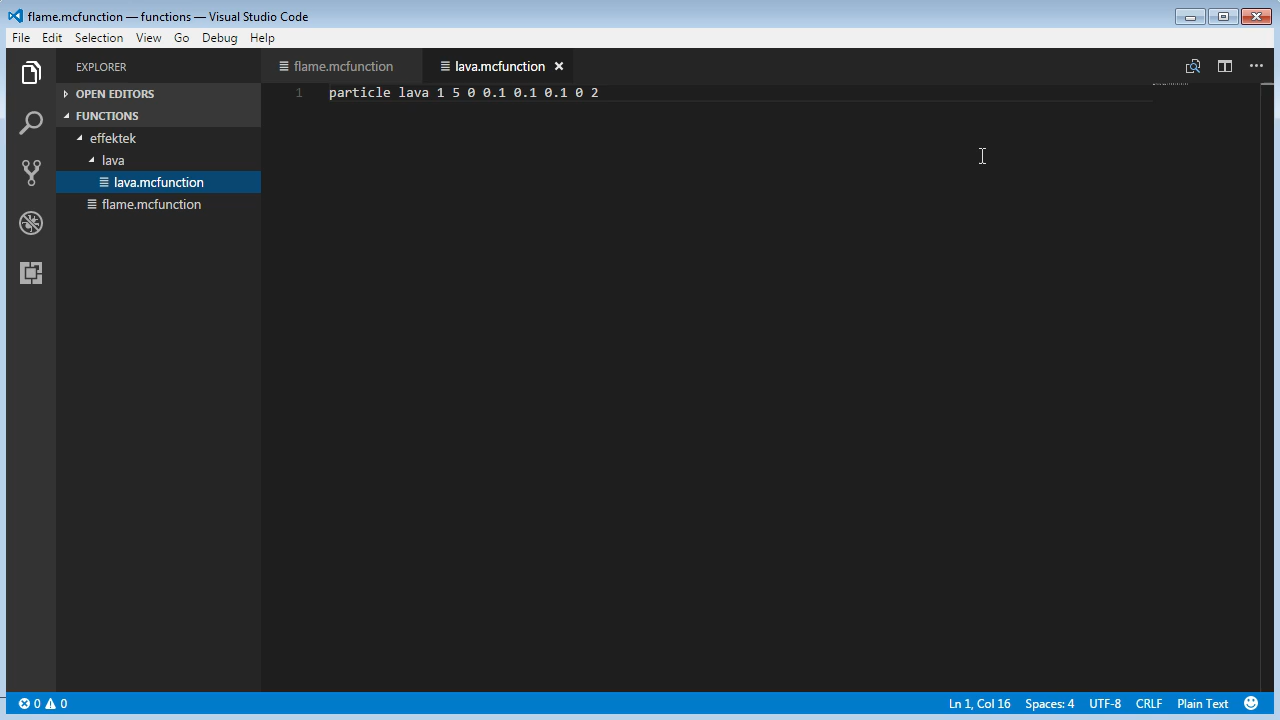 flame.mcfunction — functions — Visual Studio Code
File Edit Selection View Go Debug Help
EXPLORER
flame.mcfunction
lava.mcfunction
OPEN EDITORS
FUNCTIONS
effektek
lava
lava.mcfunction
flame.mcfunction
1 particle lava 1 5 0 0.1 0.1 0.1 0 2
0 0 Ln 1, Col 16 Spaces: 4 UTF-8 CRLF Plain Text